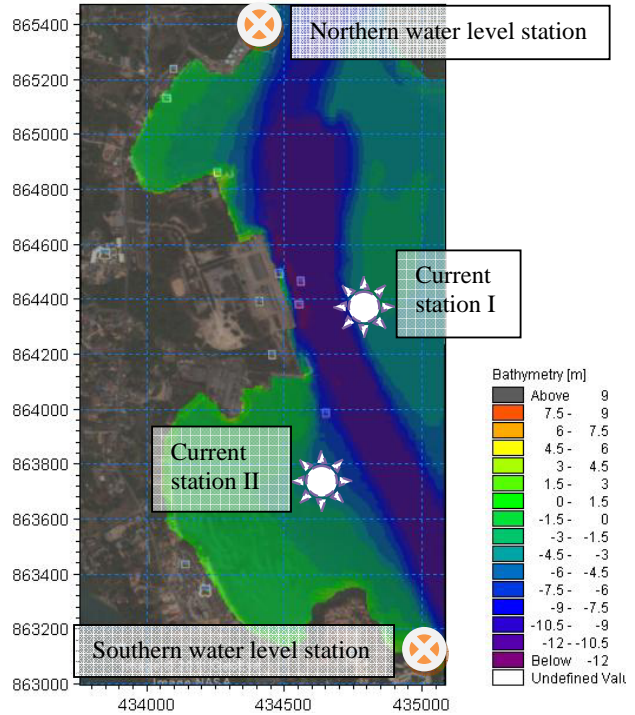 865400
865200
865000
864800
864600
864400
864200
864000
863800
863600
863400
863200
863000
434000
434500
435000
Northern water level station
Current
station I
Current
station II
Southern water level station
Bathymetry [m]
Above 9
7.5 - 9
6 - 7.5
4.5 - 6
3 - 4.5
1.5 - 3
0 - 1.5
-1.5 - 0
-3 - -1.5
-4.5 - -3
-6 - -4.5
-7.5 - -6
-9 - -7.5
-10.5 - -9
-12 - -10.5
Below -12
Undefined Valu
Image NASA